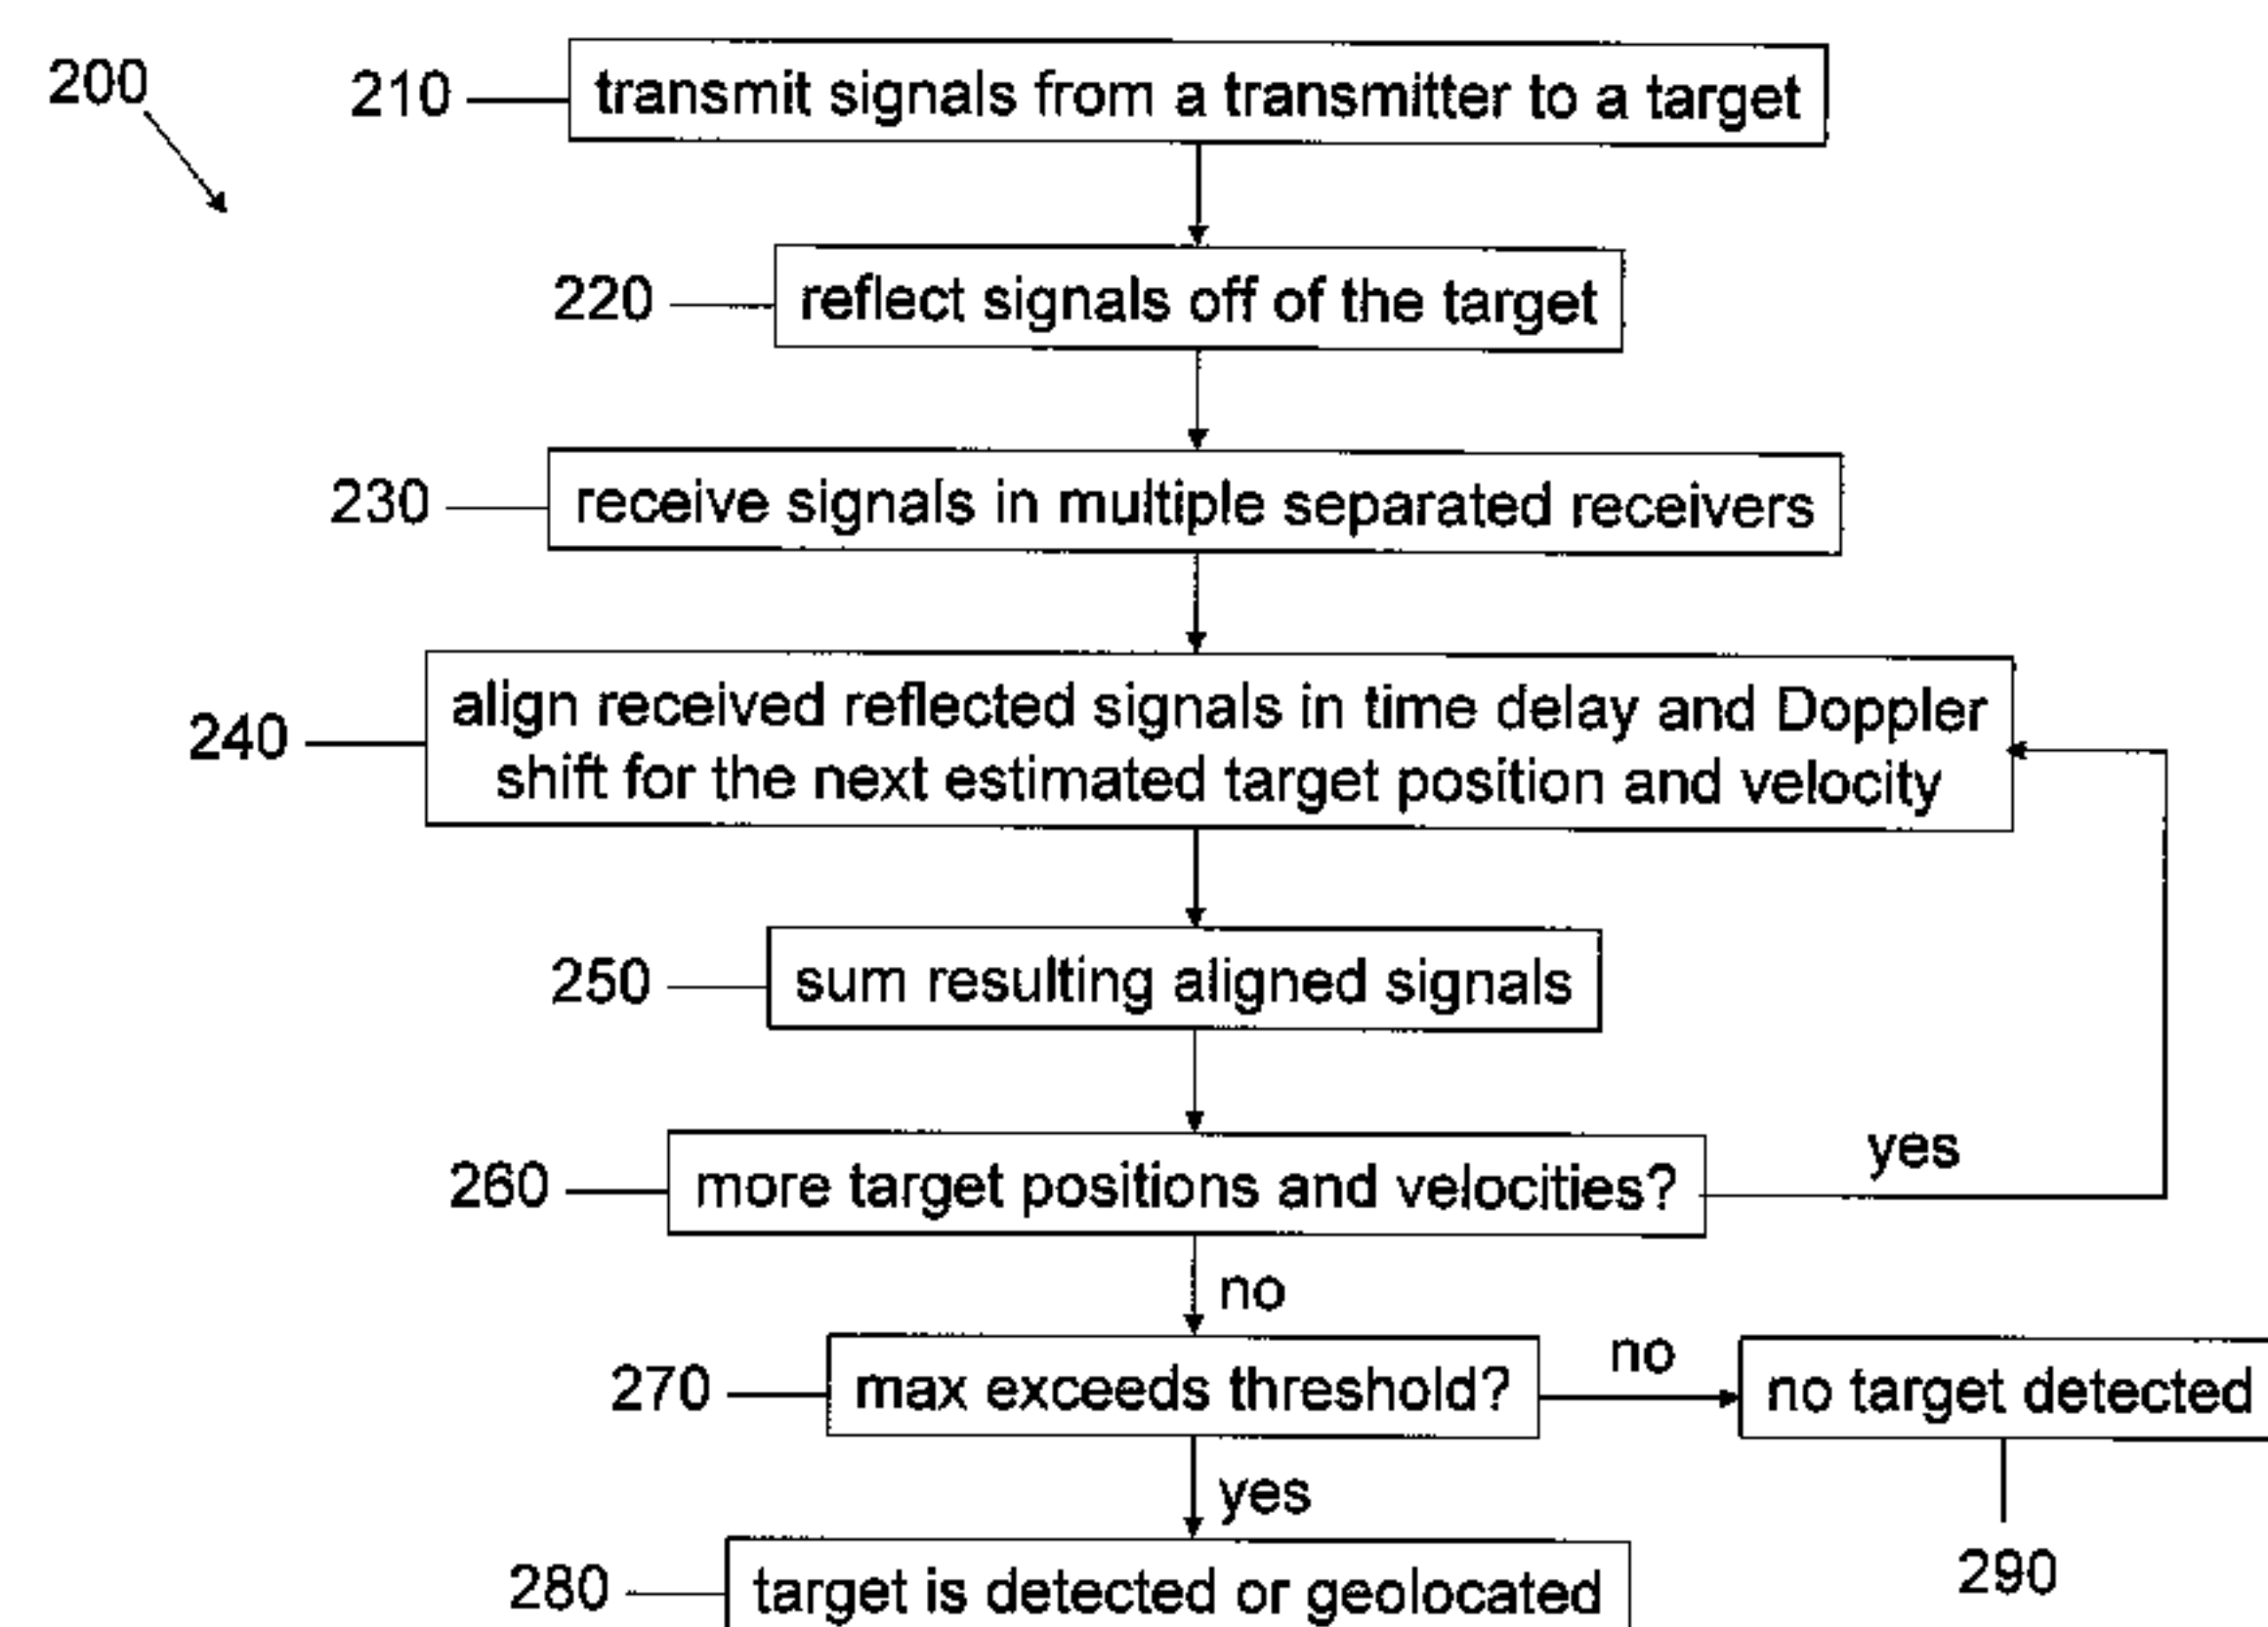 200
210 transmit signals from a transmitter to a target
220 reflect signals off of the target
230 receive signals in multiple separated receivers
240 align received reflected signals in time delay and Doppler
shift for the next estimated target position and velocity
250 sum resulting aligned signals
260 more target positions and velocities? yes
no
270 max exceeds threshold? no no target detected
yes
280 target is detected or geolocated 290